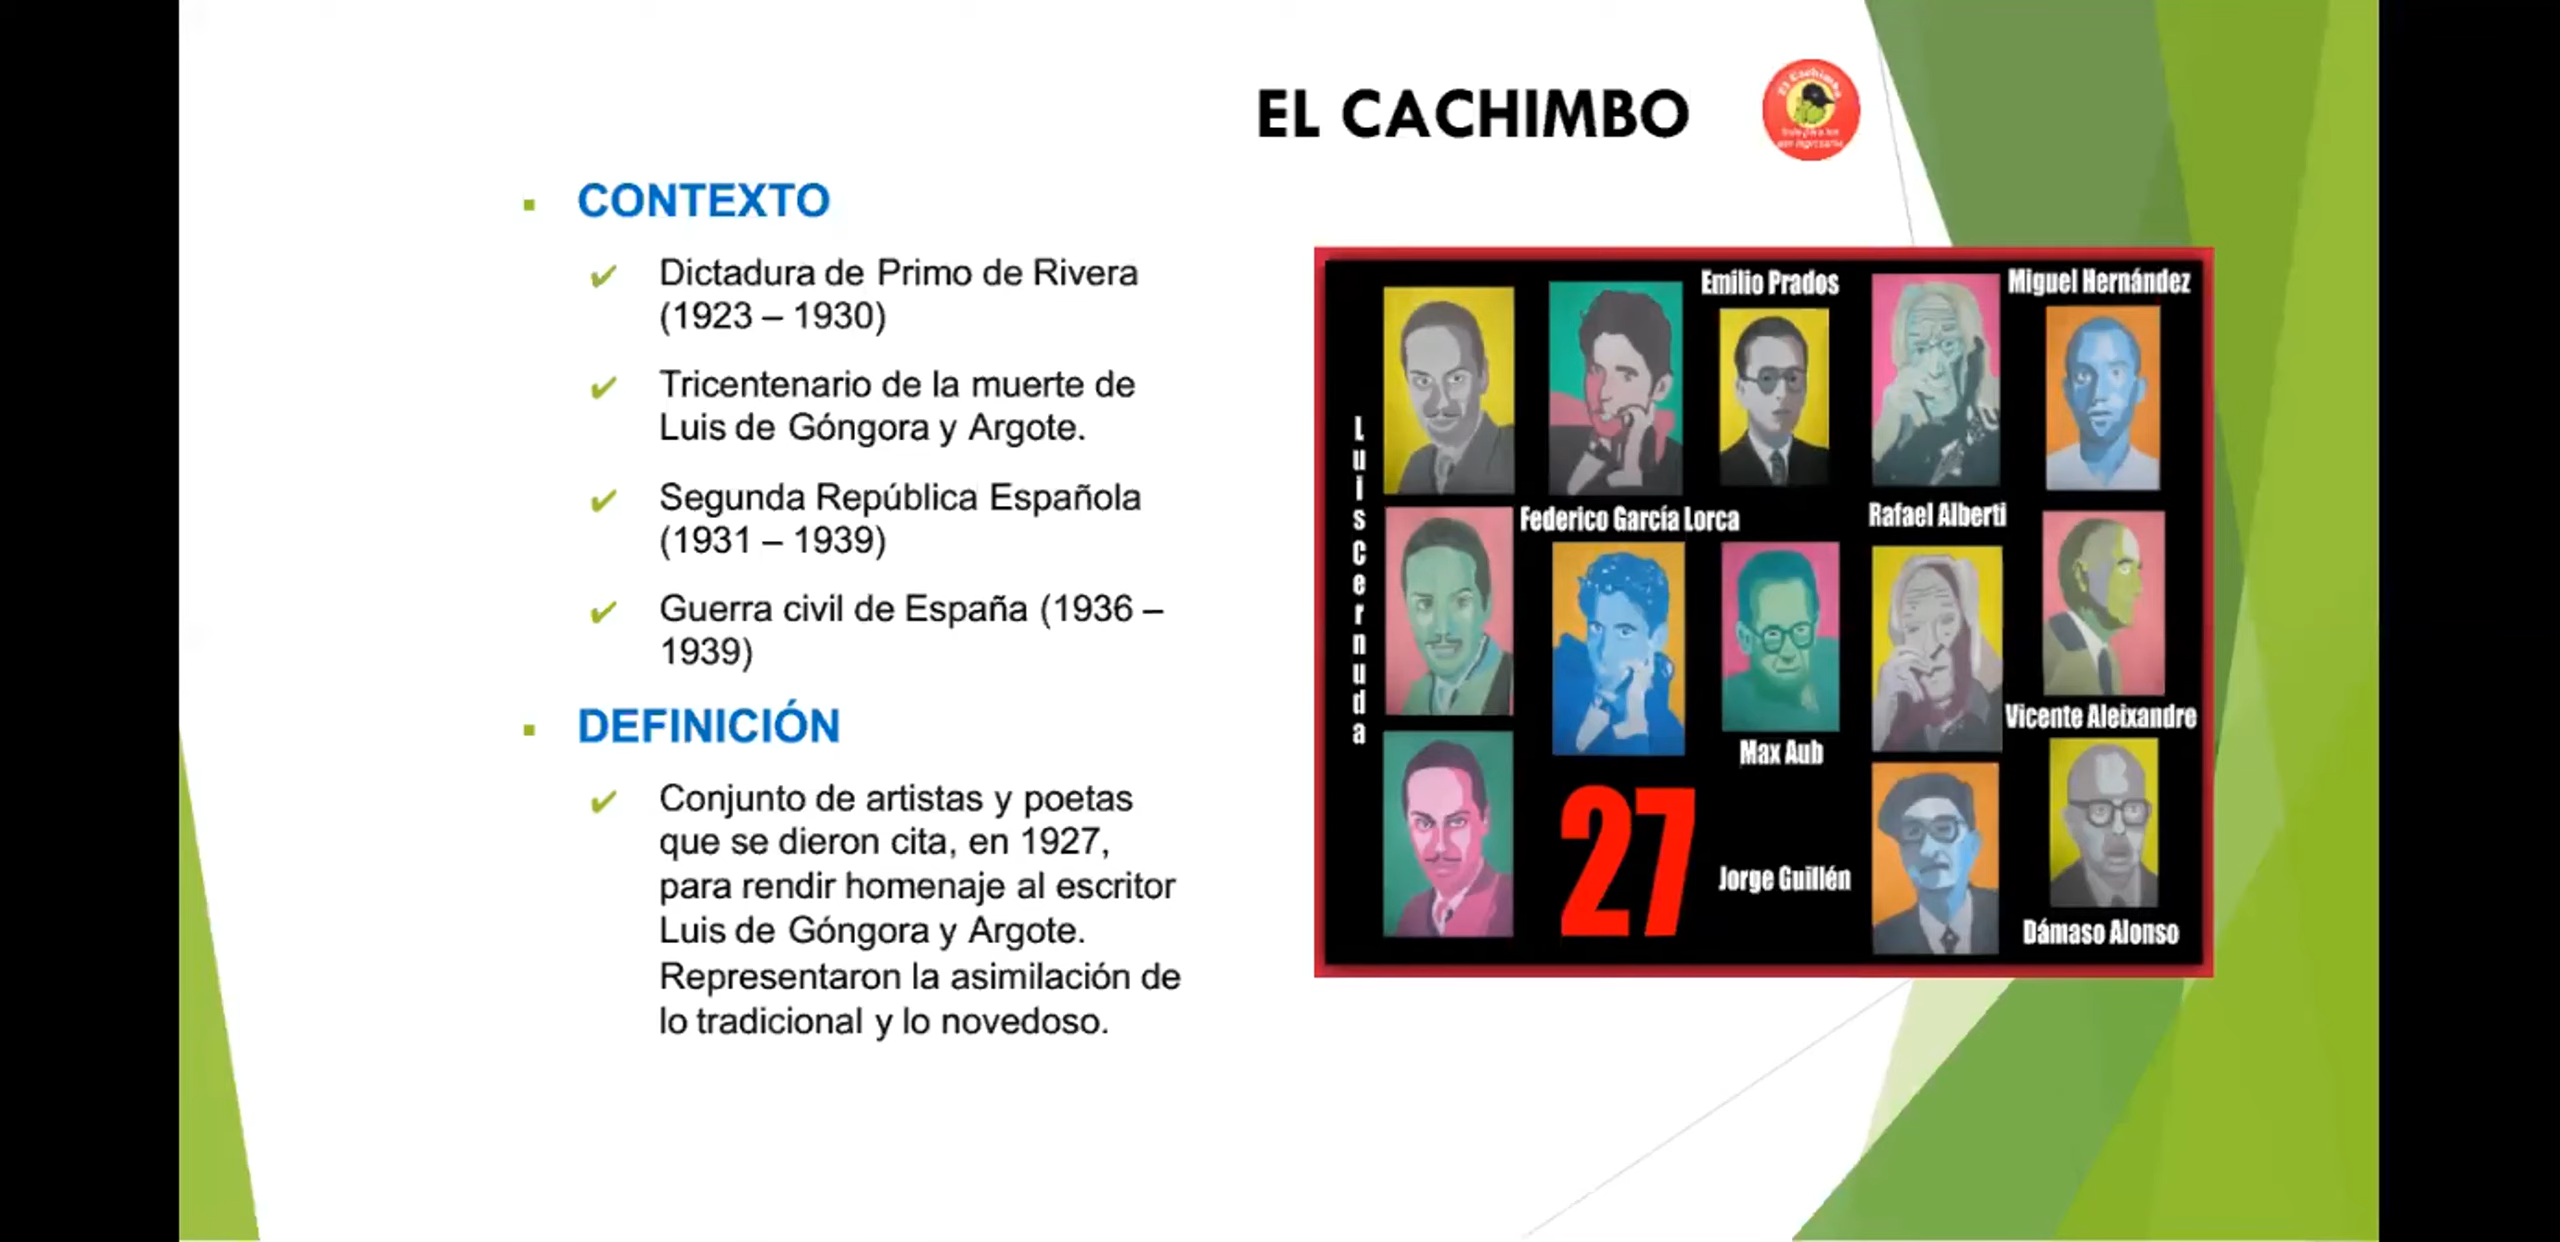 EL CACHIMBO
El Cachimbo
CONTEXTO
Dictadura de Primo de Rivera
(1923 – 1930)
Tricentenario de la muerte de
Luis de Góngora y Argote.
Segunda República Española
(1931 – 1939)
Guerra civil de España (1936 –
1939)
DEFINICIÓN
Conjunto de artistas y poetas
que se dieron cita, en 1927,
para rendir homenaje al escritor
Luis de Góngora y Argote.
Representaron la asimilación de
lo tradicional y lo novedoso.
Luis Cernuda
Emilio Prados
Miguel Hernández
Federico García Lorca
Rafael Alberti
Max Aub
Vicente Aleixandre
27
Jorge Guillén
Dámaso Alonso